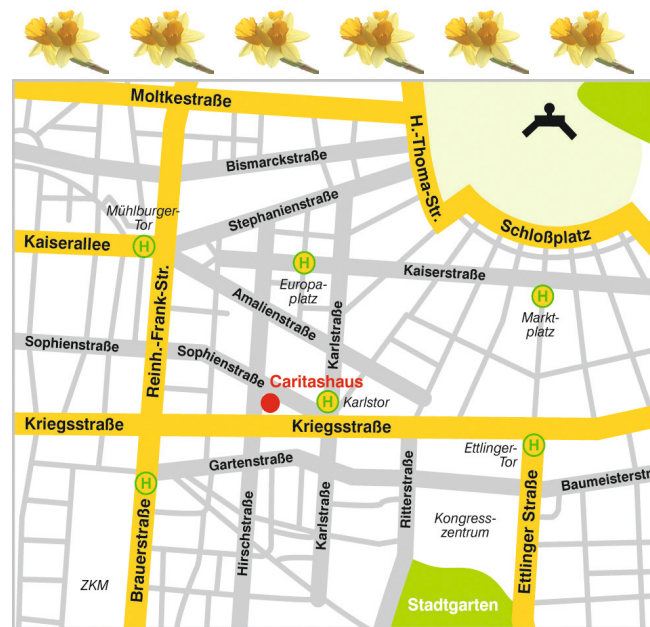 Moltkestraße
H.-Thoma-Str.
Bismarckstraße
Stephanienstraße
Mühlburger-
Tor
H
Kaiserallee
Schloßplatz
Reinh.-Frank-Str.
H
Europa-
platz
Kaiserstraße
H
Markt-
platz
Amalienstraße
Karlstraße
Sophienstraße
Sophienstraße
Caritashaus
H
Karlstor
Kriegsstraße
Kriegsstraße
Ettlinger-
Tor
H
Gartenstraße
H
Baumeisterstr
Brauerstraße
Hirschstraße
Karlstraße
Ritterstraße
Kongress-
zentrum
Ettlinger Straße
ZKM
Stadtgarten